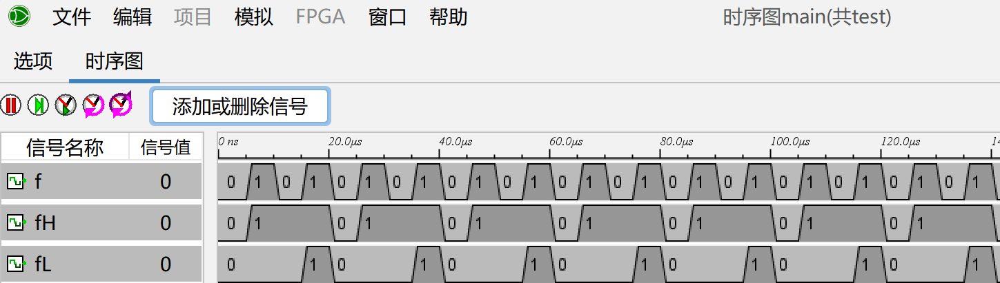 文件 编辑 项目 模拟 FPGA 窗口 帮助 时序图main(共test)
选项 时序图
添加或删除信号
信号名称 信号值 0 ns 20.0μs 40.0μs 60.0μs 80.0μs 100.0μs 120.0μs 14
f 0 0 1 0 1 0 1 0 1 0 1 0 1 0 1 0 1 0 1 0 1 0 1 0 1 0 1 0 1
fH 0 0 1 0 1 0 1 0 1 0 1 0 1 0 1
fL 0 0 1 0 1 0 1 0 1 0 1 0 1 0 1